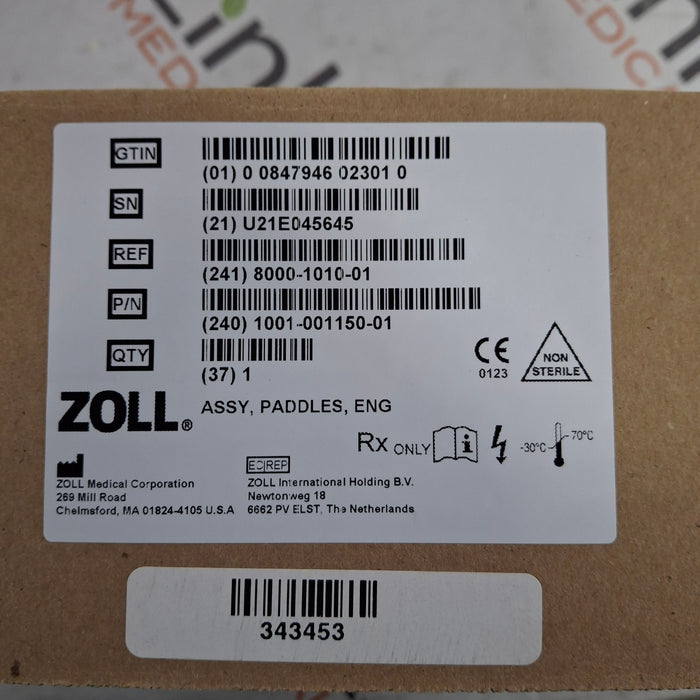 MEDICAL
MEDICA
GTIN
(01) 0 0847946 02301 0
SN
(21) U21E045645
REF
(241) 8000-1010-01
P/N
(240) 1001-001150-01
QTY
(37) 1
CE
0123
NON
STERILE
ZOLL®
ASSY, PADDLES, ENG
Rx ONLY
i
-30°C
70°C
EC REP
ZOLL Medical Corporation
269 Mill Road
Chelmsford, MA 01824-4105 U.S.A
ZOLL International Holding B.V.
Newtonweg 18
6662 PV ELST, The Netherlands
343453